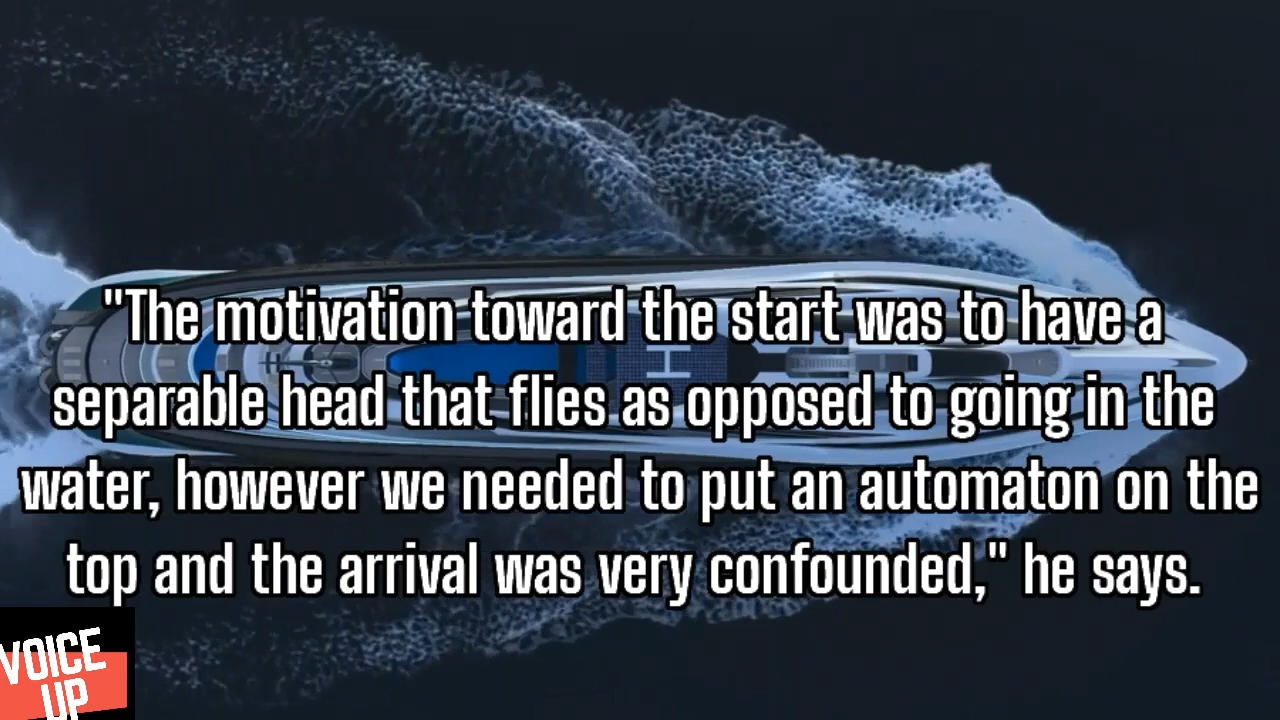 "The motivation toward the start was to have a
separable head that flies as opposed to going in the
water, however we needed to put an automaton on the
top and the arrival was very confounded," he says.
H
VOICE
UP